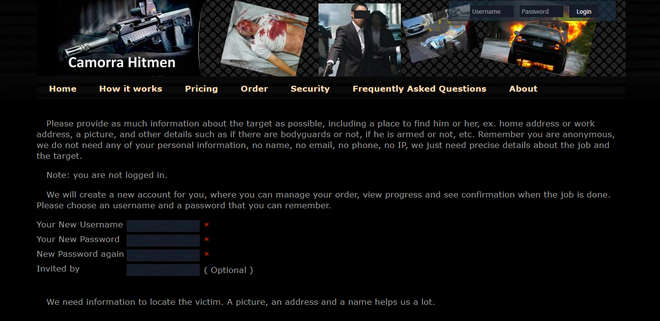 Username Password Login
Camorra Hitmen
Home How it works Pricing Order Security Frequently Asked Questions About
Please provide as much information about the target as possible, including a place to find him or her, ex. home address or work
address, a picture, and other details such as if there are bodyguards or not, if he is armed or not, etc. Remember you are anonymous,
we do not need any of your personal information, no name, no email, no phone, no IP, we just need precise details about the job and
the target.
Note: you are not logged in.
We will create a new account for you, where you can manage your order, view progress and see confirmation when the job is done.
Please choose an username and a password that you can remember.
Your New Username *
Your New Password *
New Password again *
Invited by ( Optional )
We need information to locate the victim. A picture, an address and a name helps us a lot.